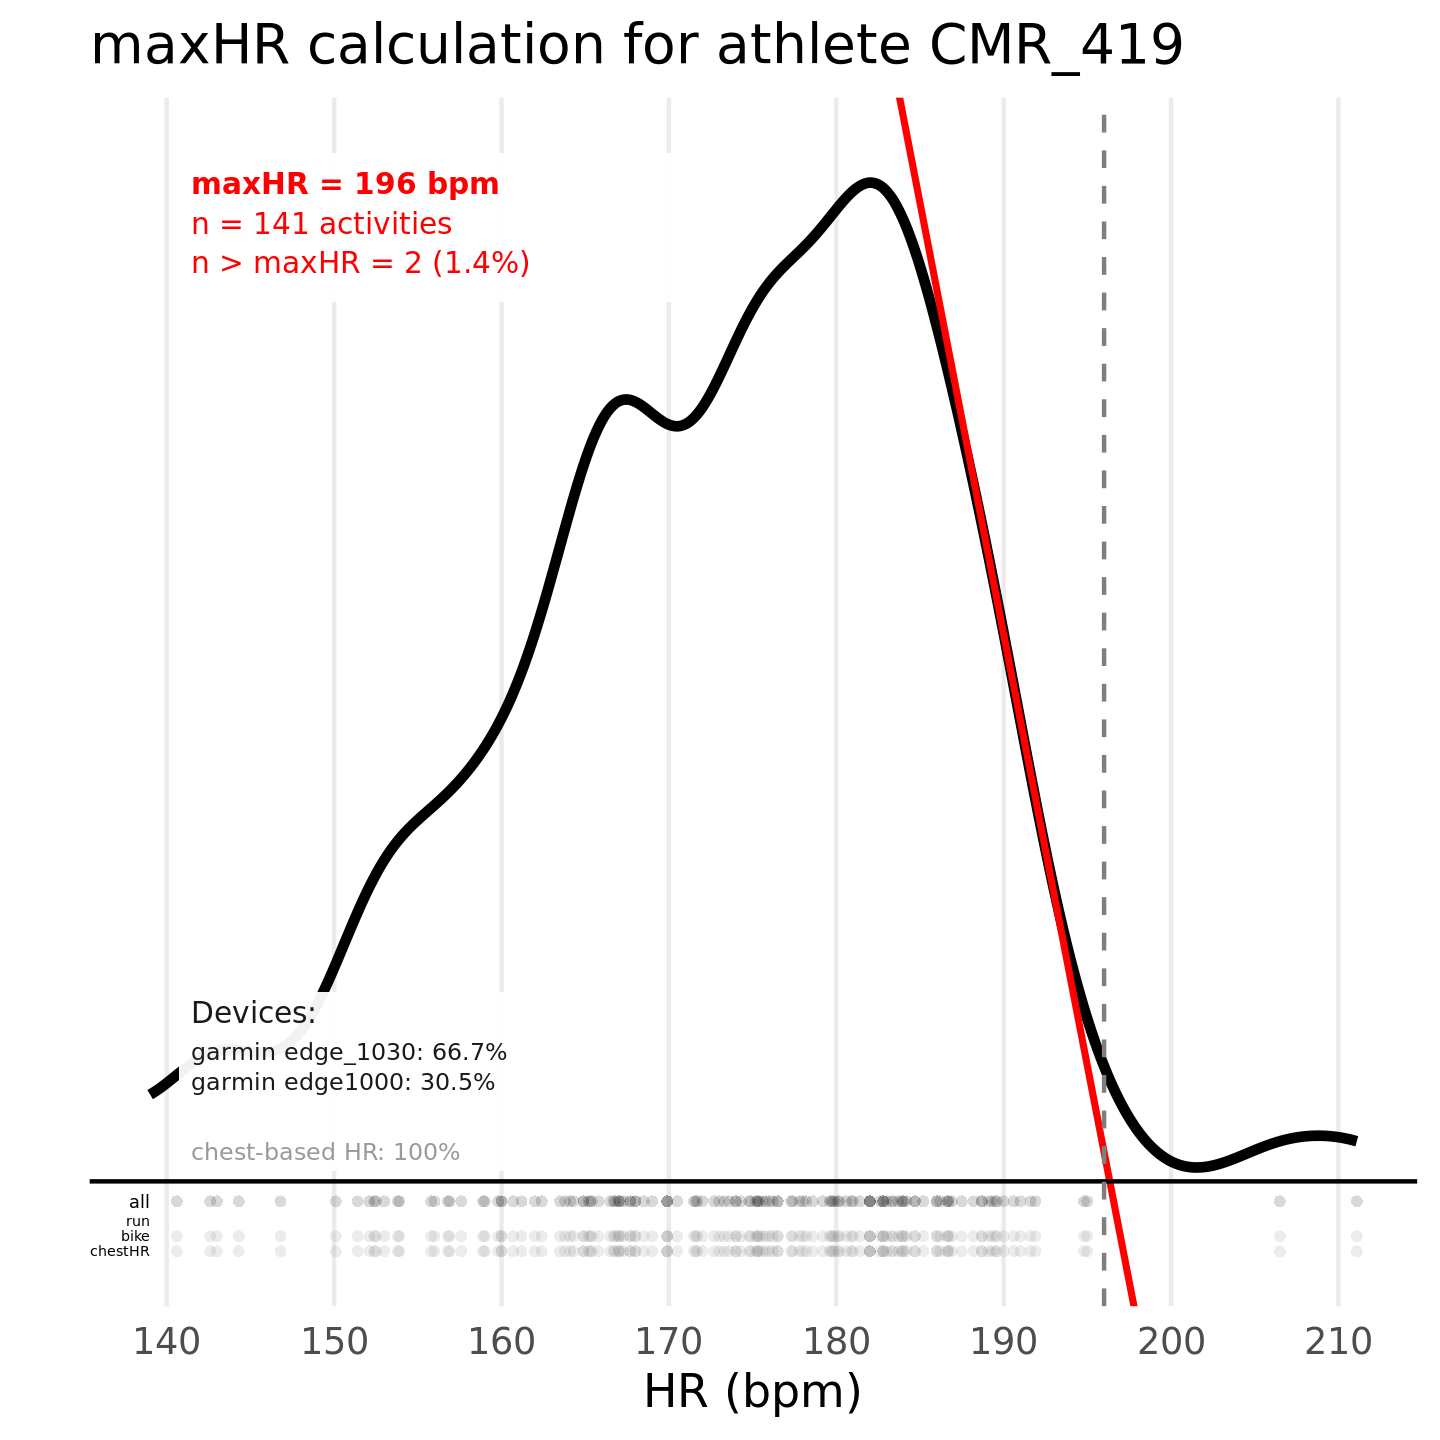 maxHR calculation for athlete CMR_419
maxHR = 196 bpm
n = 141 activities
n > maxHR = 2 (1.4%)
Devices:
garmin edge_1030: 66.7%
garmin edge1000: 30.5%
chest-based HR: 100%
all
run
bike
chestHR
140 150 160 170 180 190 200 210
HR (bpm)